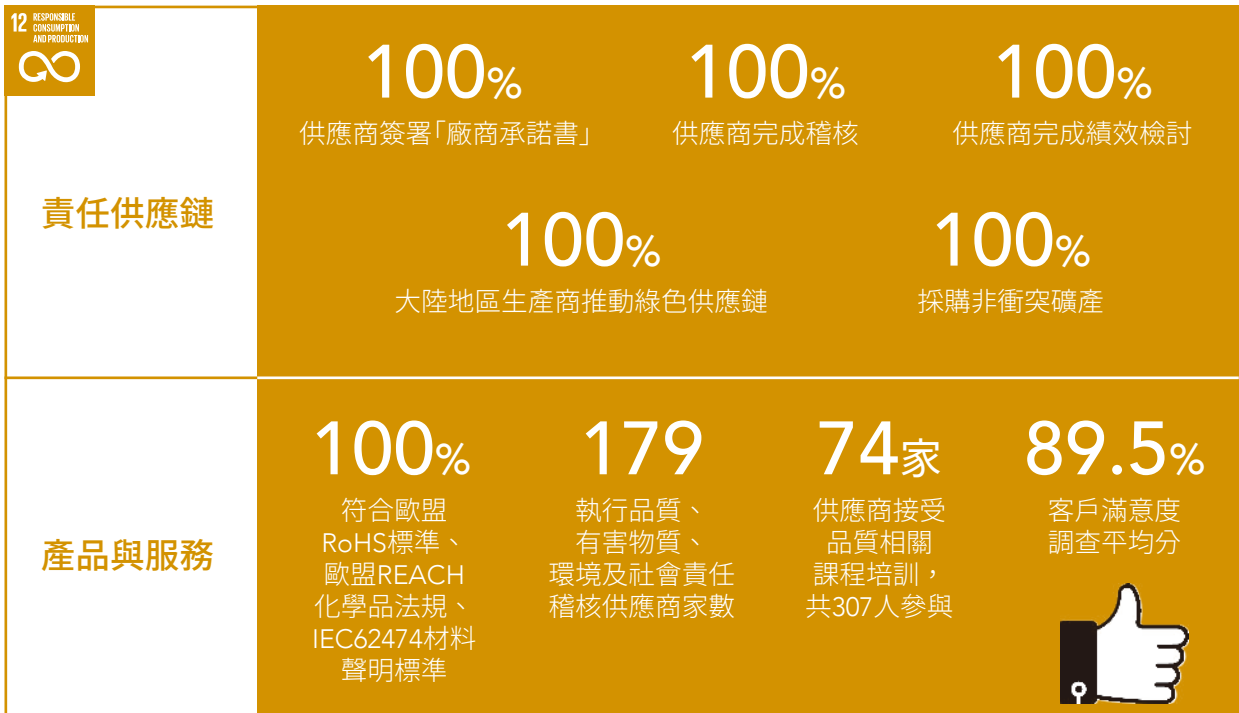 12 RESPONSIBLE
CONSUMPTION
AND PRODUCTION
責任供應鏈
100%
供應商簽署「廠商承諾書」
100%
供應商完成稽核
100%
供應商完成績效檢討
100%
大陸地區生產商推動綠色供應鏈
100%
採購非衝突礦產
產品與服務
100%
符合歐盟
RoHS標準、
歐盟REACH
化學品法規、
IEC62474材料
聲明標準
179
執行品質、
有害物質、
環境及社會責任
稽核供應商家數
74家
供應商接受
品質相關
課程培訓，
共307人參與
89.5%
客戶滿意度
調查平均分